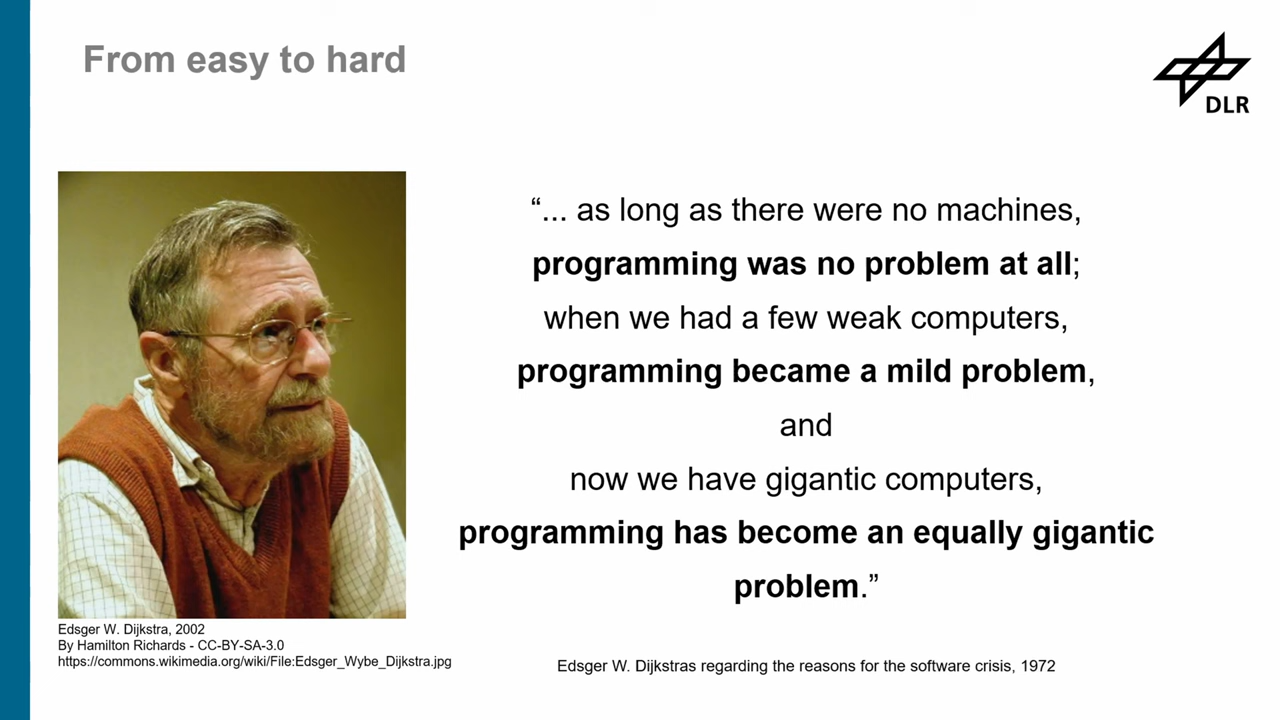 From easy to hard
DLR
“... as long as there were no machines,
programming was no problem at all;
when we had a few weak computers,
programming became a mild problem,
and
now we have gigantic computers,
programming has become an equally gigantic
problem.”
Edsger W. Dijkstra, 2002
By Hamilton Richards - CC-BY-SA-3.0
https://commons.wikimedia.org/wiki/File:Edsger_Wybe_Dijkstra.jpg
Edsger W. Dijkstras regarding the reasons for the software crisis, 1972